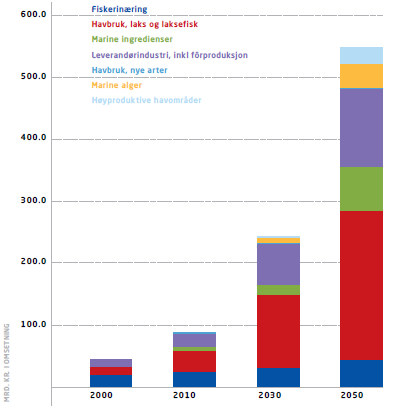 600.0
Fiskerinæring
Havbruk, laks og laksefisk
Marine ingredienser
Leverandørindustri, inkl fôrproduksjon
Havbruk, nye arter
Marine alger
Høyproduktive havområder
500.0
400.0
300.0
200.0
100.0
MRD. KR. I OMSETNING
2000 2010 2030 2050